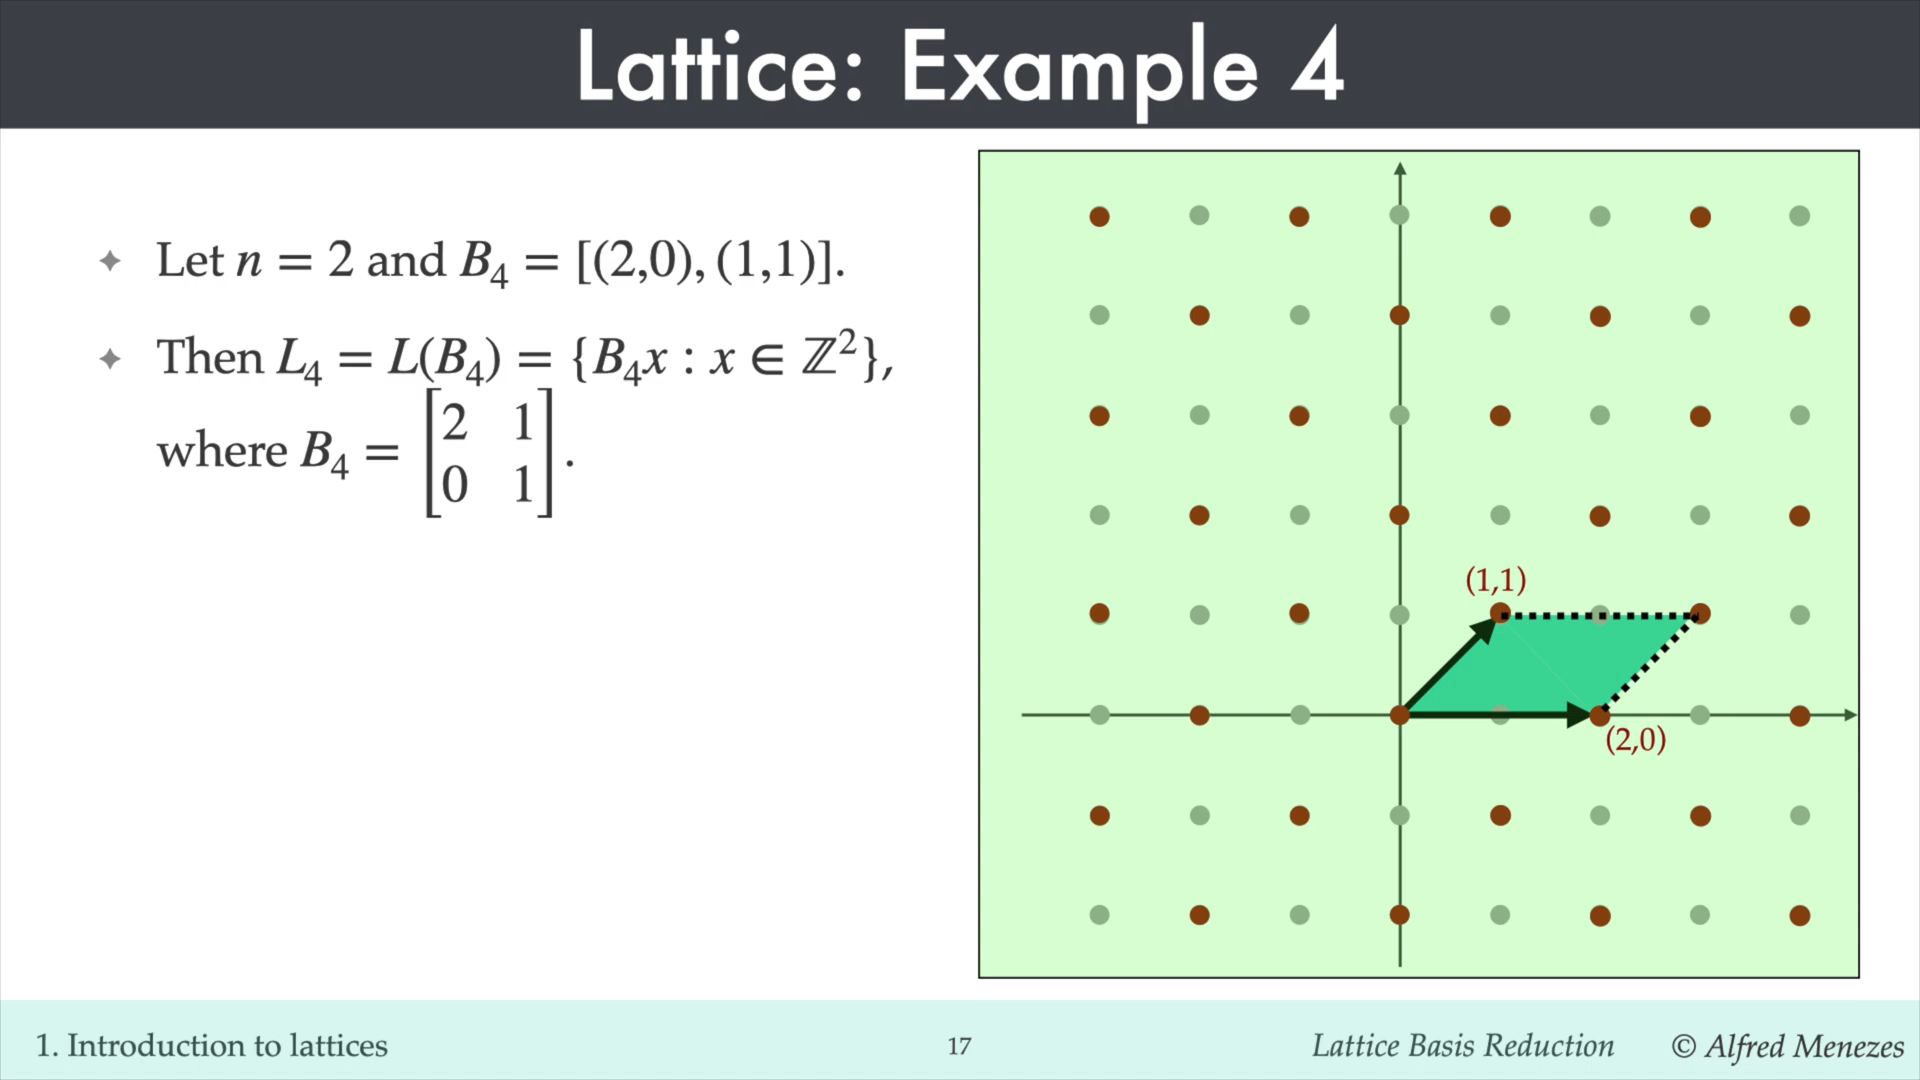 Lattice: Example 4
Let n = 2 and B₄ = [(2,0), (1,1)].
Then L₄ = L(B₄) = {B₄x : x ∈ ℤ²},
where B₄ = [2 1
0 1].
(1,1)
(2,0)
1. Introduction to lattices
17
Lattice Basis Reduction
© Alfred Menezes